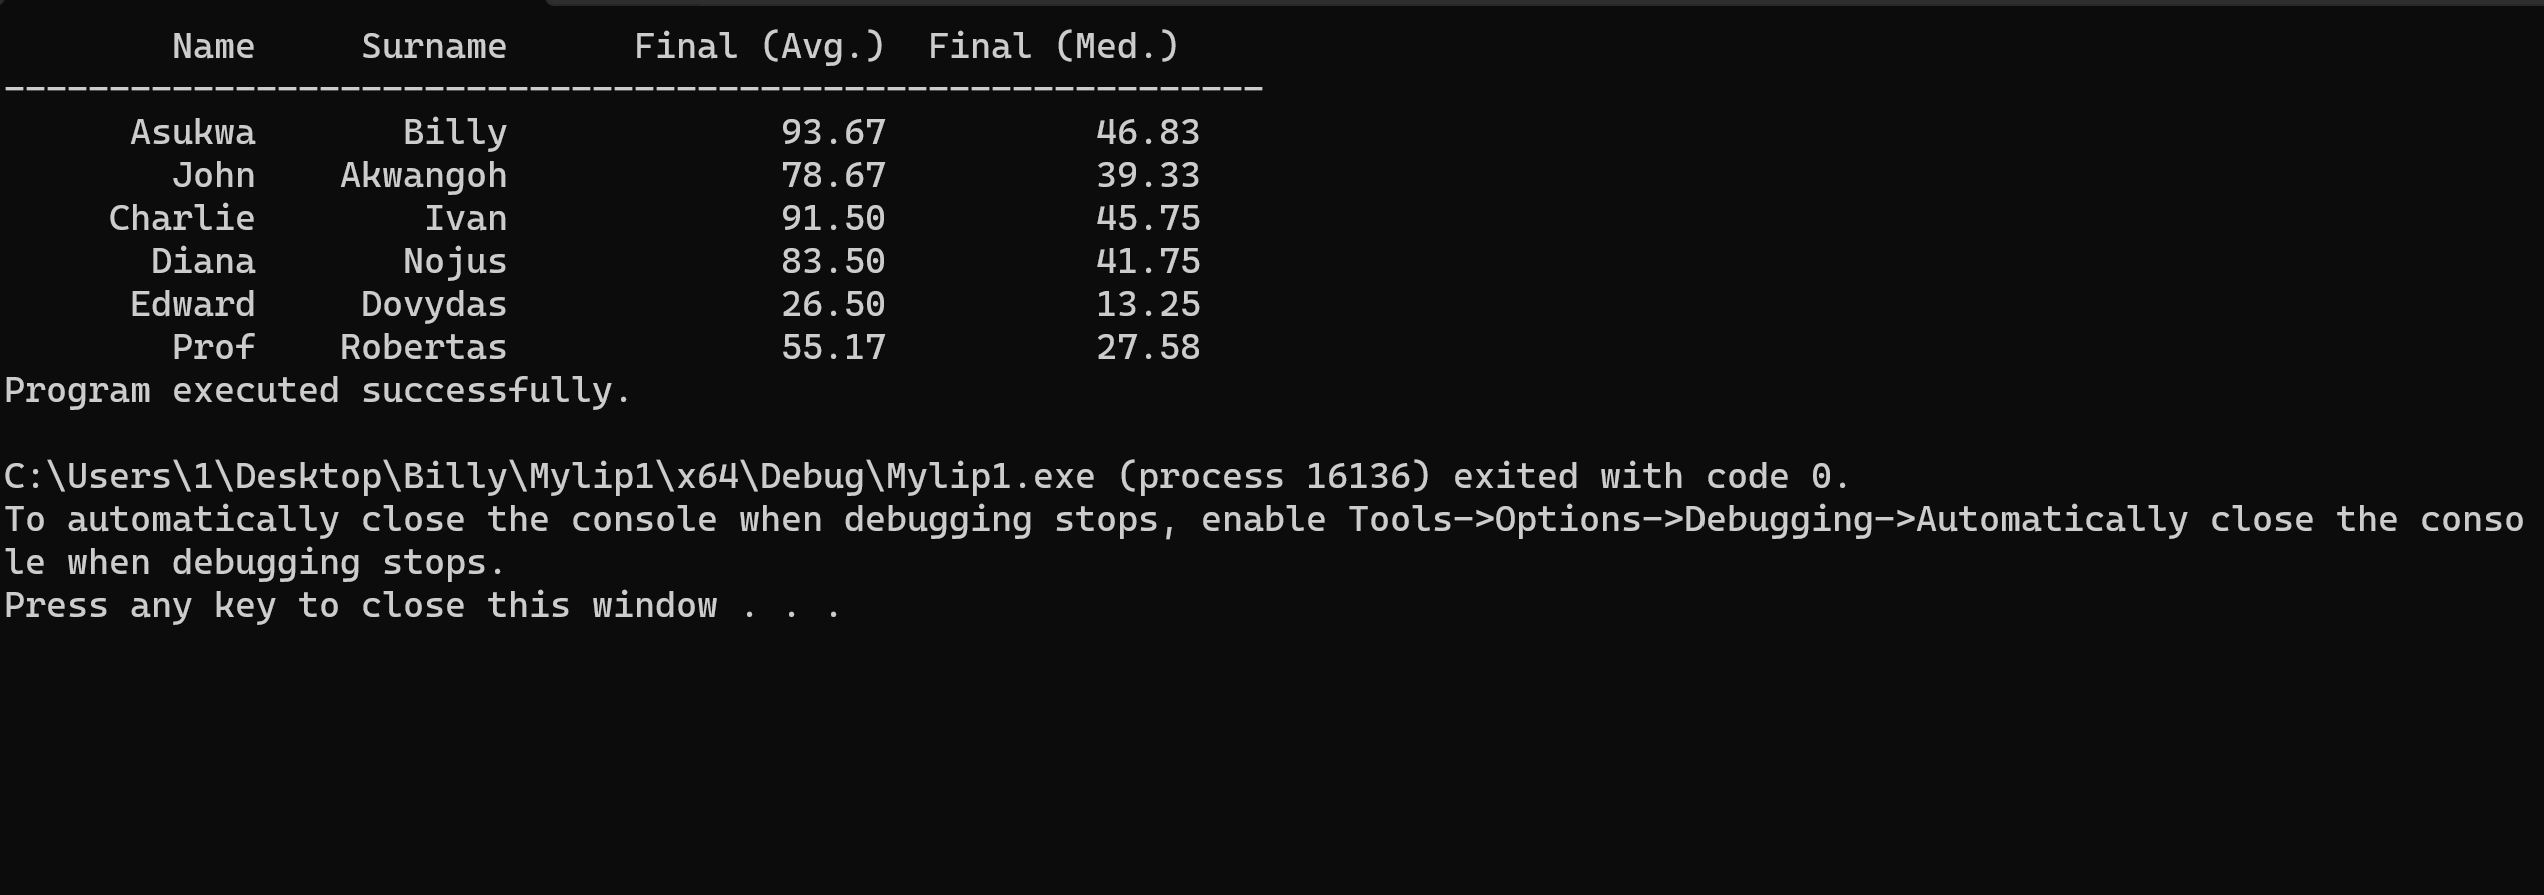 Name Surname Final (Avg.) Final (Med.)
------------------------------------------------------------
Asukwa Billy 93.67 46.83
John Akwangoh 78.67 39.33
Charlie Ivan 91.50 45.75
Diana Nojus 83.50 41.75
Edward Dovydas 26.50 13.25
Prof Robertas 55.17 27.58
Program executed successfully.
C:\Users\1\Desktop\Billy\Mylip1\x64\Debug\Mylip1.exe (process 16136) exited with code 0.
To automatically close the console when debugging stops, enable Tools->Options->Debugging->Automatically close the conso
le when debugging stops.
Press any key to close this window . . .